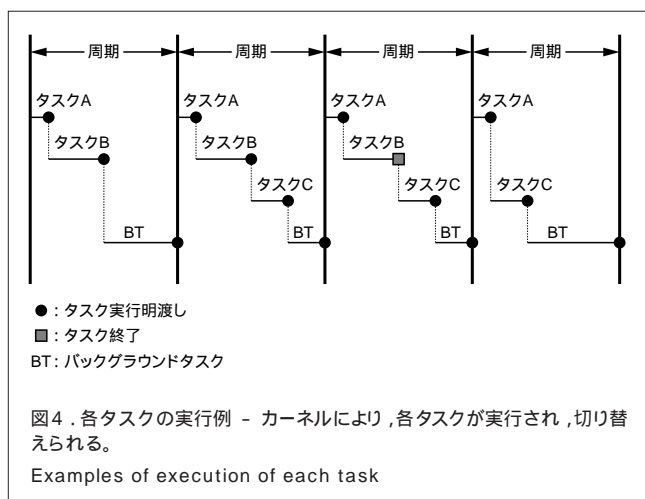 周期 周期 周期 周期
タスクA タスクA タスクA タスクA
タスクB タスクB タスクB
タスクC タスクC タスクC
BT BT BT BT
●：タスク実行明渡し
■：タスク終了
BT：バックグラウンドタスク
図4．各タスクの実行例 － カーネルにより，各タスクが実行され，切り替
えられる。
Examples of execution of each task